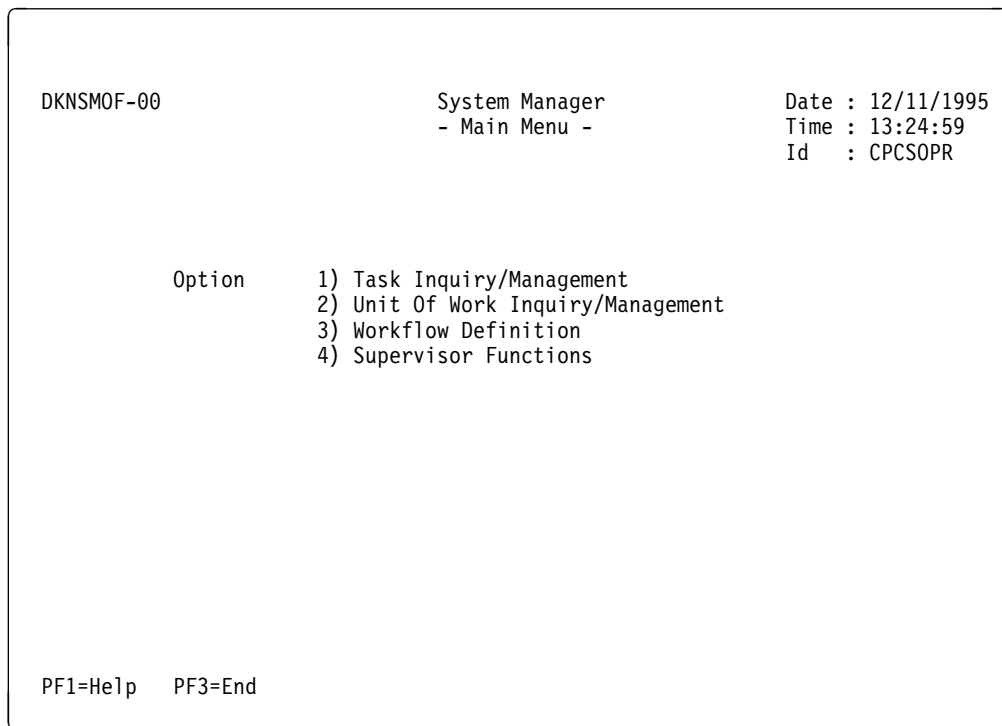 DKNSMOF-00 System Manager Date : 12/11/1995
- Main Menu - Time : 13:24:59
Id : CPCSOPR
Option 1) Task Inquiry/Management
2) Unit Of Work Inquiry/Management
3) Workflow Definition
4) Supervisor Functions
PF1=Help PF3=End